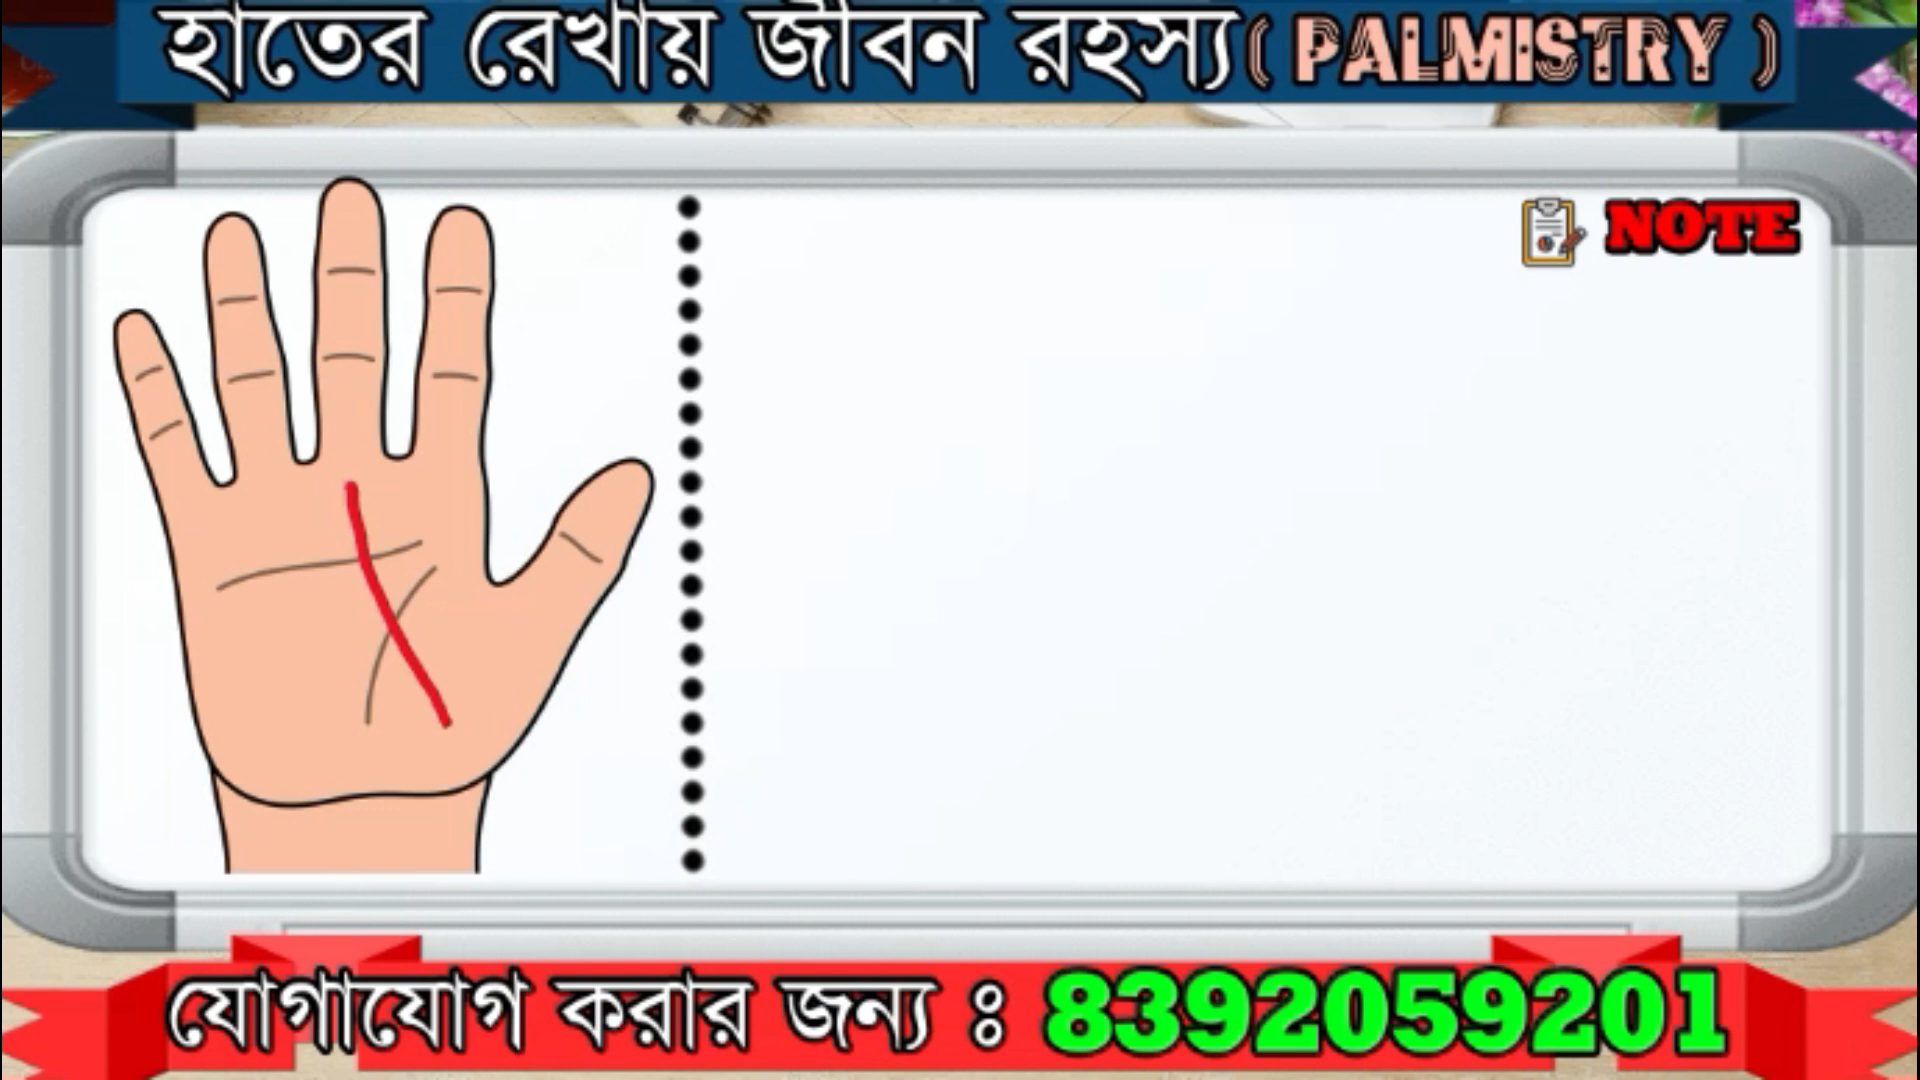 হাতের রেখায় জীবন রহস্য( PALMISTRY )
NOTE
যোগাযোগ করার জন্য ঃ 8392059201